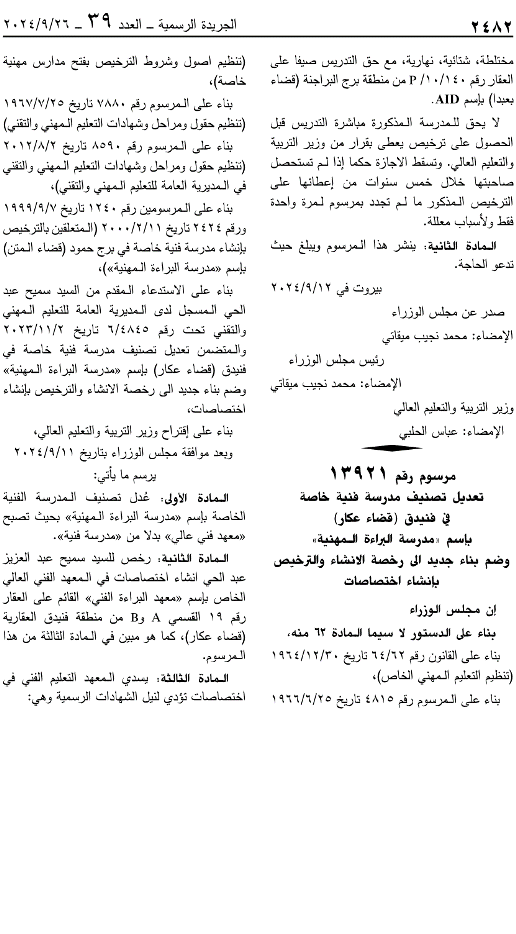 ٢٤٨٢
الجريدة الرسمية – العدد ٣٩ – ٢٠٢٤/٩/٢٦
مختلطة، شتائية، نهارية، مع حق التدريس صيفا على
العقار رقم ١٤٠/١٠/ P من منطقة برج البراجنة (قضاء
بعبدا) بإسم AID.
لا يحق للمدرسة المذكورة مباشرة التدريس قبل
الحصول على ترخيص يعطى بقرار من وزير التربية
والتعليم العالي. وتسقط الاجازة حكما إذا لم تستحصل
صاحبتها خلال خمس سنوات من إعطائها على
الترخيص المذكور ما لم تجدد بمرسوم لمرة واحدة
فقط ولأسباب معللة.
المادة الثانية: ينشر هذا المرسوم ويبلغ حيث
تدعو الحاجة.
بيروت في ٢٠٢٤/٩/١٢
صدر عن مجلس الوزراء
الإمضاء: محمد نجيب ميقاتي
رئيس مجلس الوزراء
الإمضاء: محمد نجيب ميقاتي
وزير التربية والتعليم العالي
الإمضاء: عباس الحلبي
مرسوم رقم ١٣٩٢١
تعديل تصنيف مدرسة فنية خاصة
في فنيدق (قضاء عكار)
بإسم «مدرسة البراءة المهنية»
وضم بناء جديد الى رخصة الانشاء والترخيص
بإنشاء اختصاصات
إن مجلس الوزراء
بناء على الدستور لا سيما المادة ٦٢ منه،
بناء على القانون رقم ٦٤/٦٢ تاريخ ١٩٦٤/١٢/٣٠
(تنظيم التعليم المهني الخاص)،
بناء على المرسوم رقم ٤٨١٥ تاريخ ١٩٦٦/٦/٢٥
(تنظيم اصول وشروط الترخيص بفتح مدارس مهنية
خاصة)،
بناء على المرسوم رقم ٧٨٨٠ تاريخ ١٩٦٧/٧/٢٥
(تنظيم حقول ومراحل وشهادات التعليم المهني والتقني)
بناء على المرسوم رقم ٨٥٩٠ تاريخ ٢٠١٢/٨/٢
(تنظيم حقول ومراحل وشهادات التعليم المهني والتقني
في المديرية العامة للتعليم المهني والتقني)،
بناء على المرسومين رقم ١٢٤٠ تاريخ ١٩٩٩/٩/٧
ورقم ٢٤٢٤ تاريخ ٢٠٠٠/٢/١١ (المتعلقين بالترخيص
بإنشاء مدرسة فنية خاصة في برج حمود (قضاء المتن)
بإسم «مدرسة البراءة المهنية»)،
بناء على الاستدعاء المقدم من السيد سميح عبد
الحي المسجل لدى المديرية العامة للتعليم المهني
والتقني تحت رقم ٦/٤٨٤٥ تاريخ ٢٠٢٣/١١/٢
والمتضمن تعديل تصنيف مدرسة فنية خاصة في
فنيدق (قضاء عكار) بإسم «مدرسة البراءة المهنية»
وضم بناء جديد الى رخصة الانشاء والترخيص بإنشاء
اختصاصات،
بناء على إقتراح وزير التربية والتعليم العالي،
وبعد موافقة مجلس الوزراء بتاريخ ٢٠٢٤/٩/١١
يرسم ما يأتي:
المادة الأولى: عُدل تصنيف المدرسة الفنية
الخاصة بإسم «مدرسة البراءة المهنية» بحيث تصبح
«معهد فني عالي» بدلا من «مدرسة فنية».
المادة الثانية: رخص للسيد سميح عبد العزيز
عبد الحي انشاء اختصاصات في المعهد الفني العالي
الخاص بإسم «معهد البراءة الفني» القائم على العقار
رقم ١٩ القسمي A وB من منطقة فنيدق العقارية
(قضاء عكار)، كما هو مبين في المادة الثالثة من هذا
المرسوم.
المادة الثالثة: يسدي المعهد التعليم الفني في
اختصاصات تؤدي لنيل الشهادات الرسمية وهي: